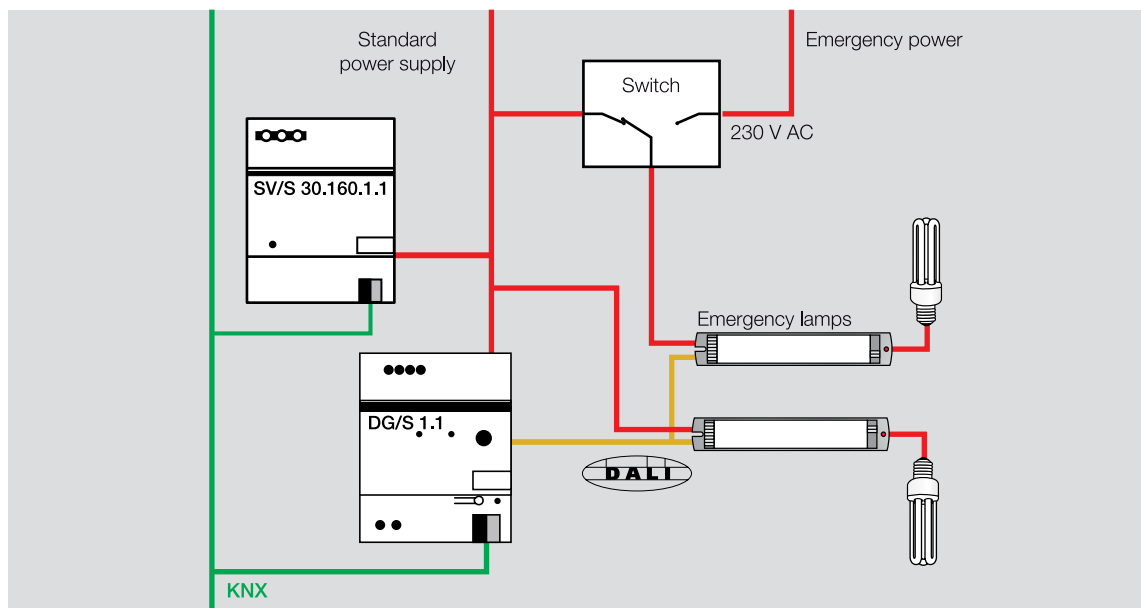 Standard
power supply
Emergency power
Switch
230 V AC
SV/S 30.160.1.1
Emergency lamps
DG/S 1.1
DALI
KNX